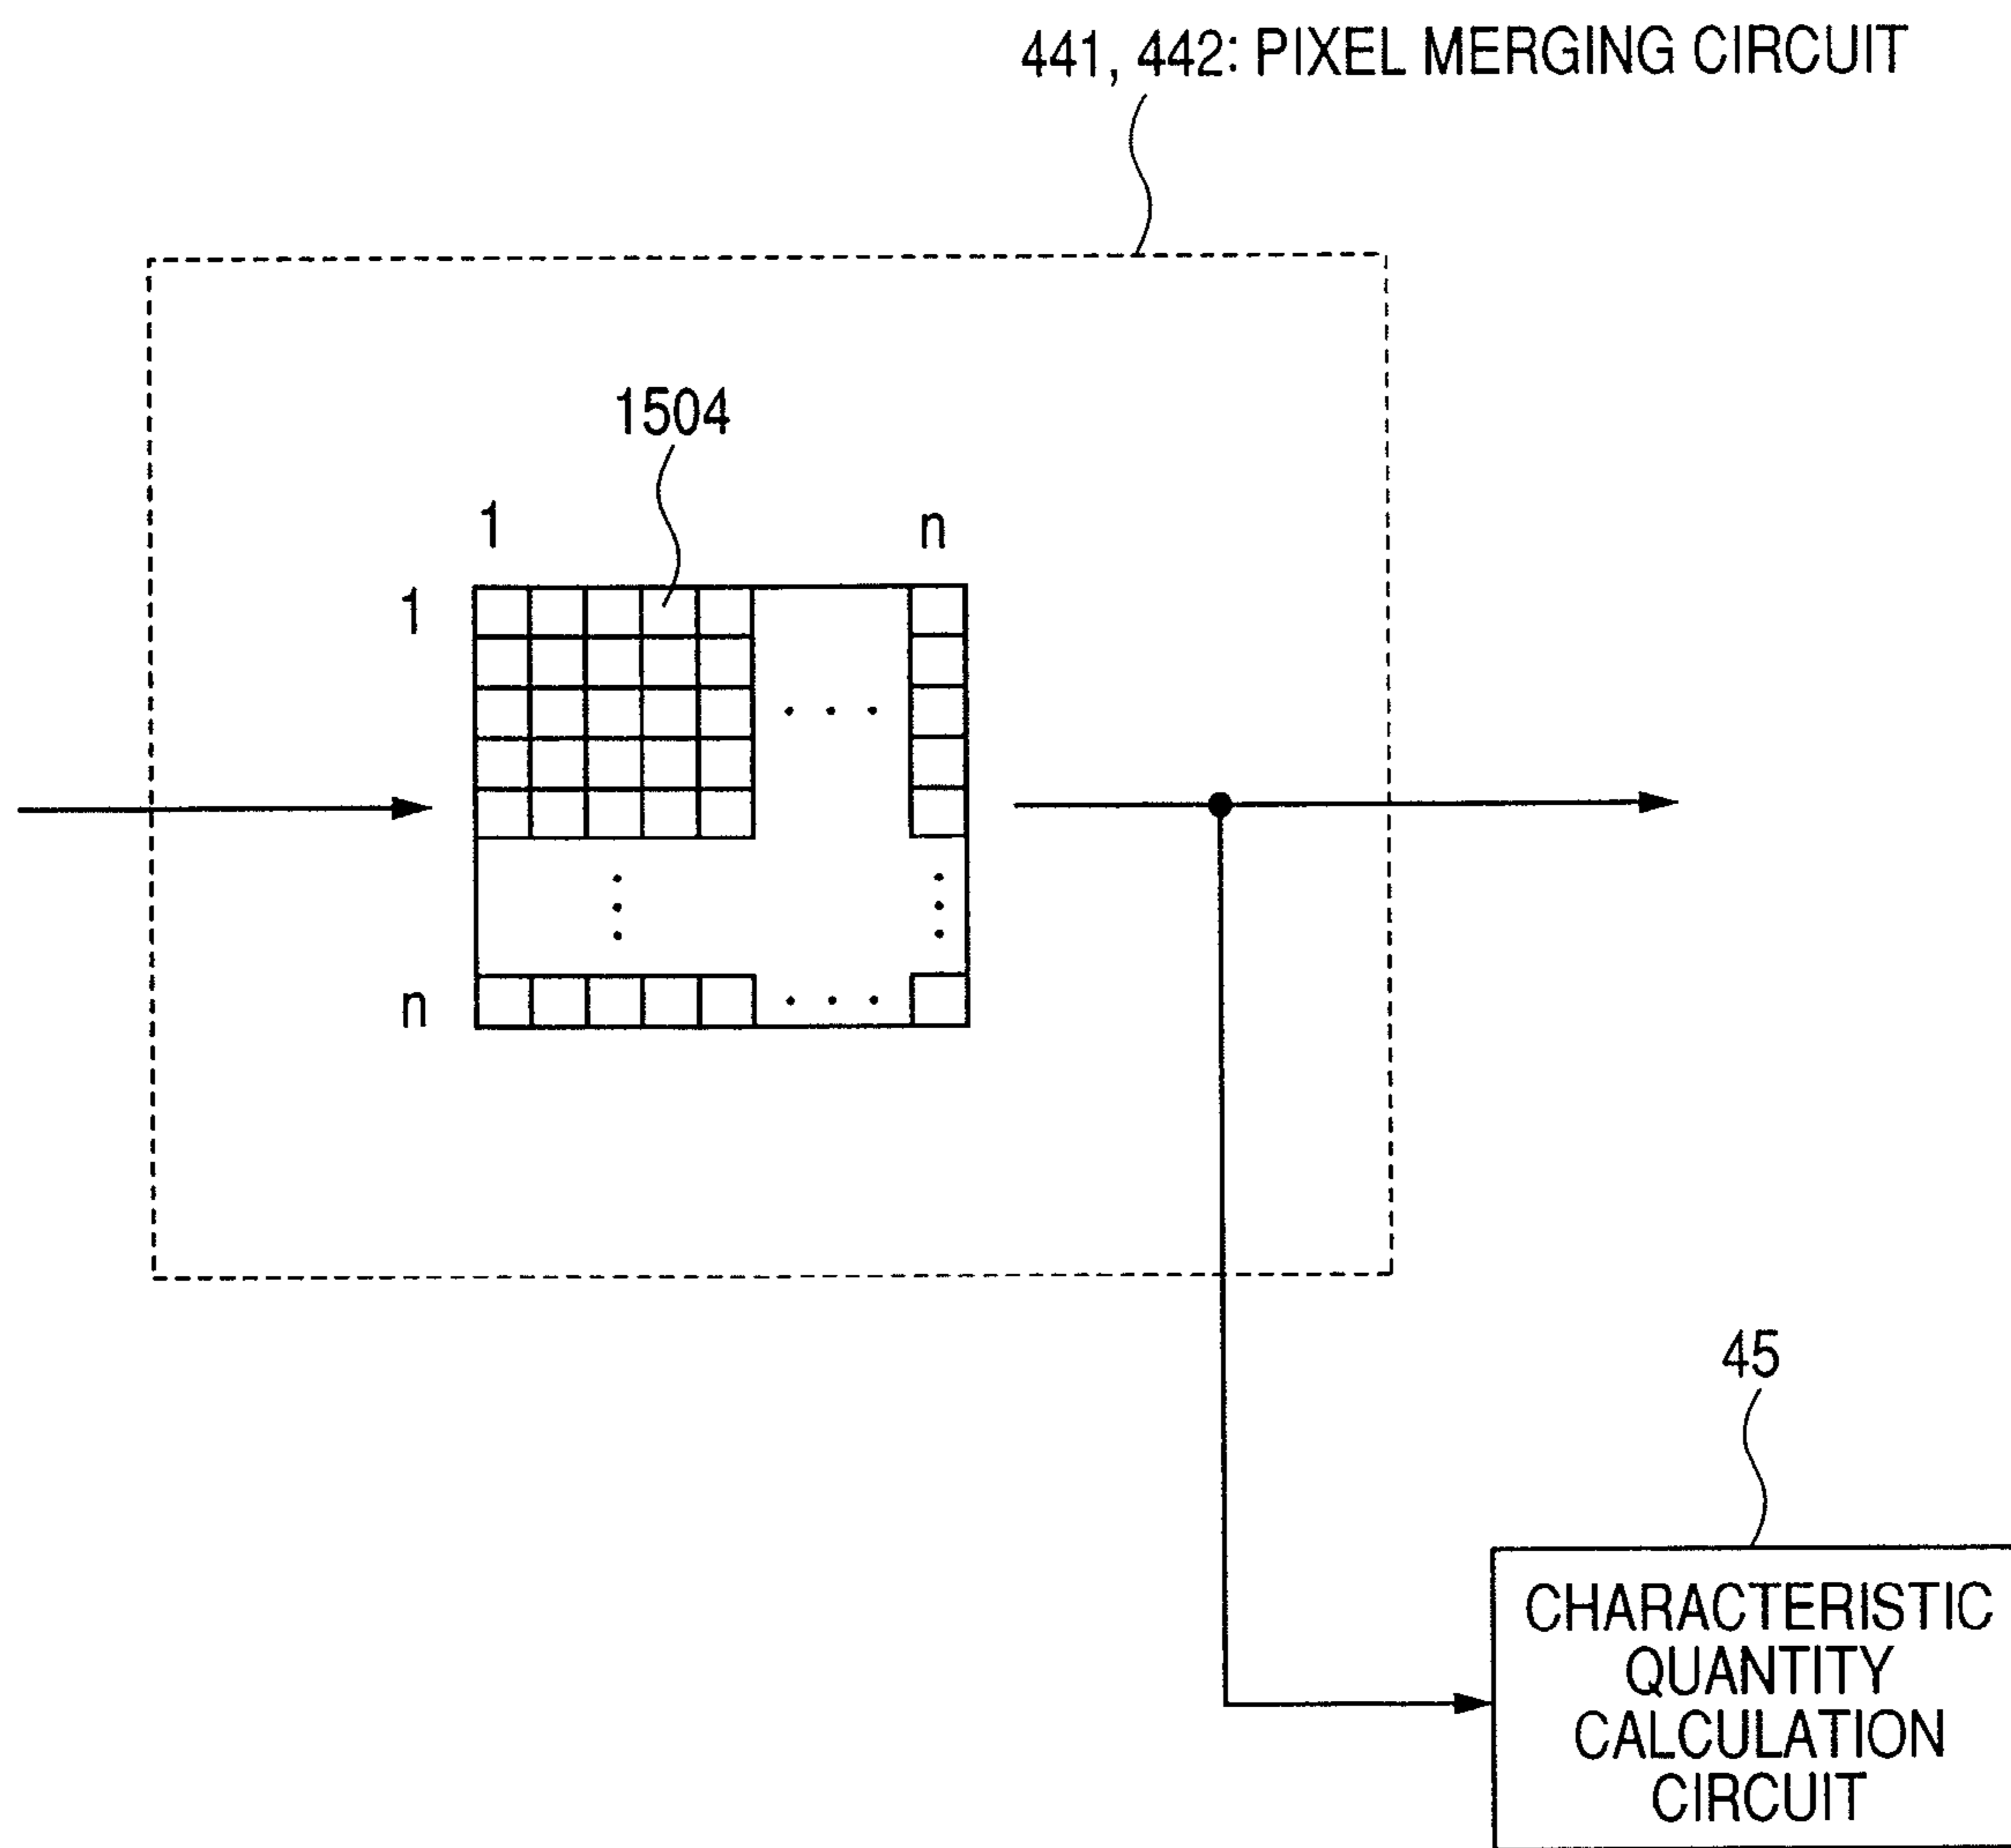 441, 442: PIXEL MERGING CIRCUIT
1504
1
n
1
n
45
CHARACTERISTIC
QUANTITY
CALCULATION
CIRCUIT